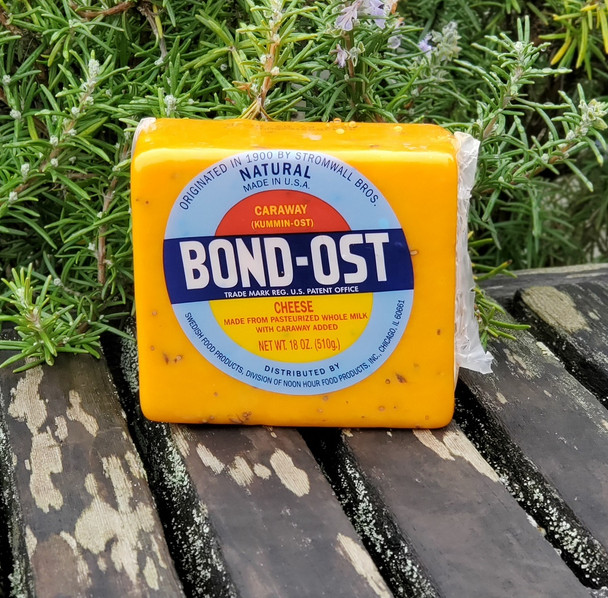 ORIGINATED IN 1900 BY STROMWALL BROS.
NATURAL
MADE IN U.S.A.
CARAWAY
(KUMMIN-OST)
BOND-OST
TRADE MARK REG. U.S. PATENT OFFICE
CHEESE
MADE FROM PASTEURIZED WHOLE MILK
WITH CARAWAY ADDED
NET WT. 18 OZ. (510g.)
DISTRIBUTED BY
SWEDISH FOOD PRODUCTS, DIVISION OF NOON HOUR FOOD PRODUCTS, INC., CHICAGO, IL 60661